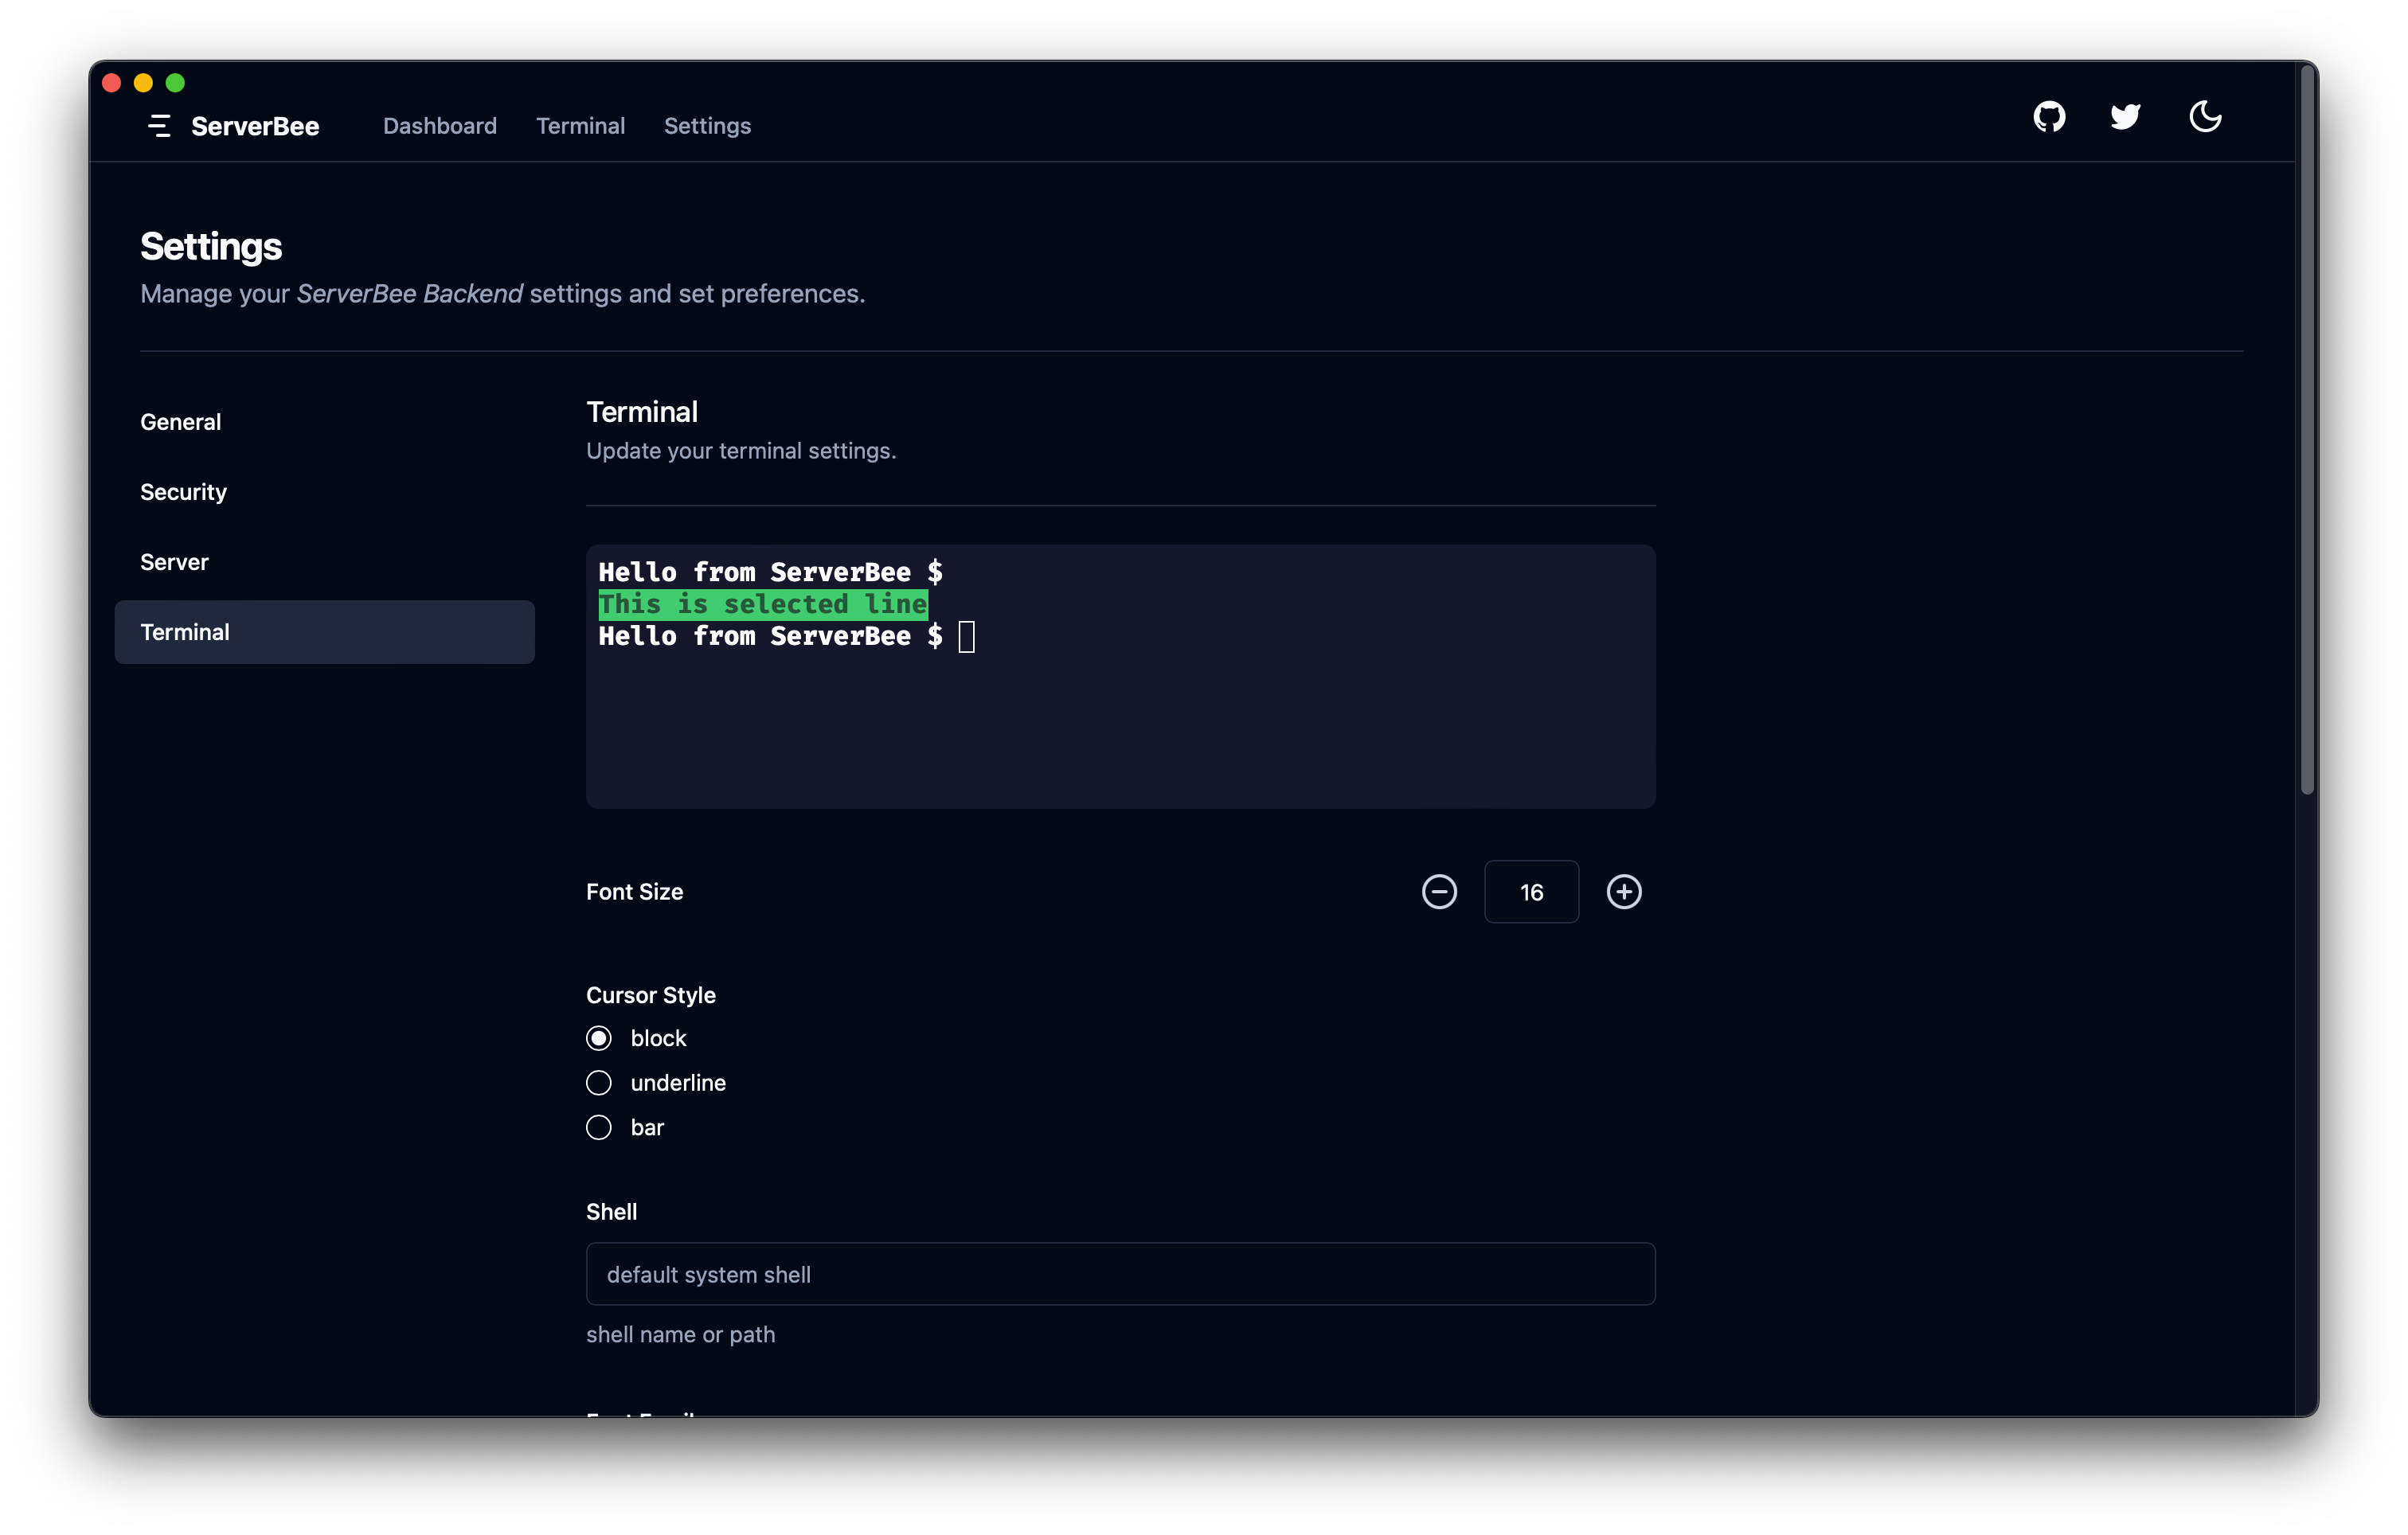 ServerBee Dashboard Terminal Settings
Settings
Manage your ServerBee Backend settings and set preferences.
General
Security
Server
Terminal
Terminal
Update your terminal settings.
Hello from ServerBee $
This is selected line
Hello from ServerBee $
Font Size
16
Cursor Style
block
underline
bar
Shell
default system shell
shell name or path